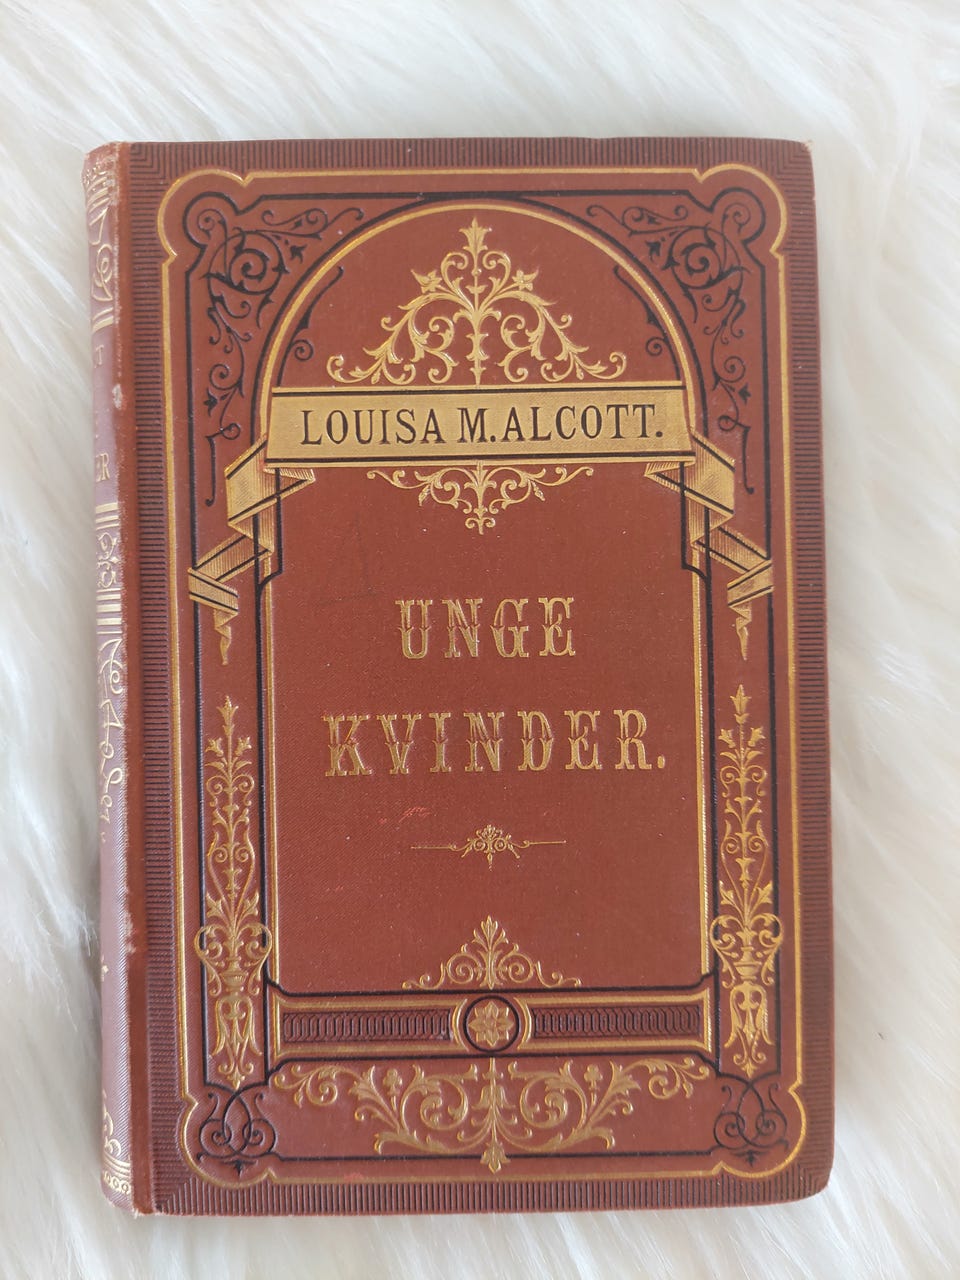 LOUISA M. ALCOTT.
UNGE
KVINDER.